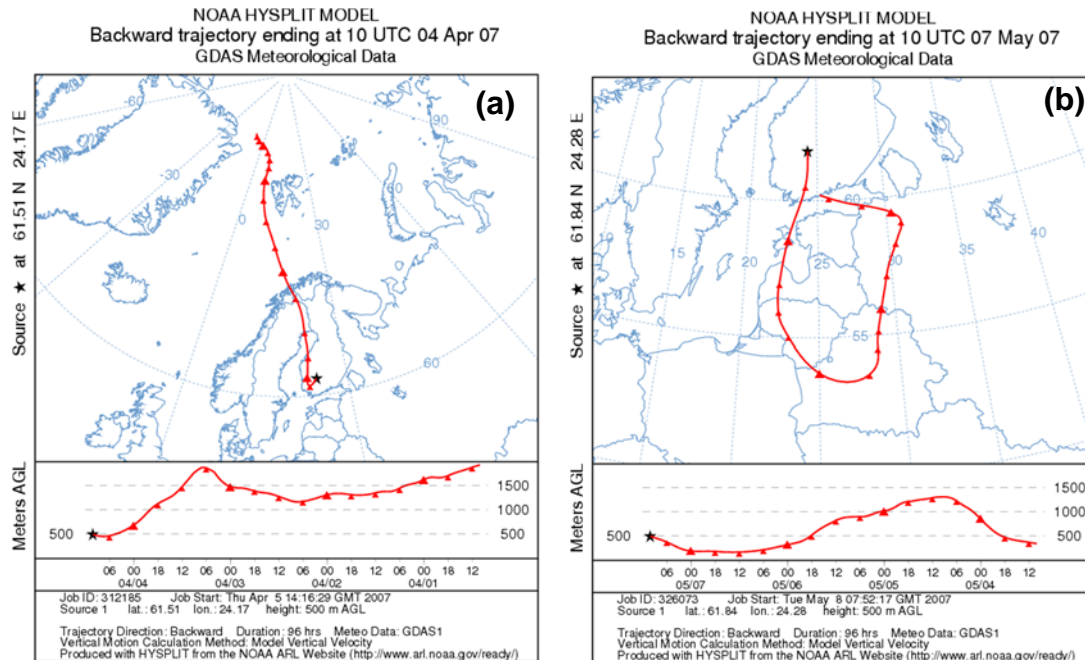 NOAA HYSPLIT MODEL
Backward trajectory ending at 10 UTC 04 Apr 07
GDAS Meteorological Data
(a)
Source ★ at 61.51 N 24.17 E
-60
-30
0
30
60
90
60
Meters AGL
500
1500
1000
500
06 00 18 12 06 00 18 12 06 00 18 12 06 00 18 12
04/04 04/03 04/02 04/01
Job ID: 312185 Job Start: Thu Apr 5 14:16:29 GMT 2007
Source 1 lat.: 61.51 lon.: 24.17 height: 500 m AGL
Trajectory Direction: Backward Duration: 96 hrs Meteo Data: GDAS1
Vertical Motion Calculation Method: Model Vertical Velocity
Produced with HYSPLIT from the NOAA ARL Website (http://www.arl.noaa.gov/ready/)
NOAA HYSPLIT MODEL
Backward trajectory ending at 10 UTC 07 May 07
GDAS Meteorological Data
(b)
Source ★ at 61.84 N 24.28 E
10
15
20
25
30
35
40
60
55
Meters AGL
500
1500
1000
500
06 00 18 12 06 00 18 12 06 00 18 12 06 00 18 12
05/07 05/06 05/05 05/04
Job ID: 326073 Job Start: Tue May 8 07:52:17 GMT 2007
Source 1 lat.: 61.84 lon.: 24.28 height: 500 m AGL
Trajectory Direction: Backward Duration: 96 hrs Meteo Data: GDAS1
Vertical Motion Calculation Method: Model Vertical Velocity
Produced with HYSPLIT from the NOAA ARL Website (http://www.arl.noaa.gov/ready/)